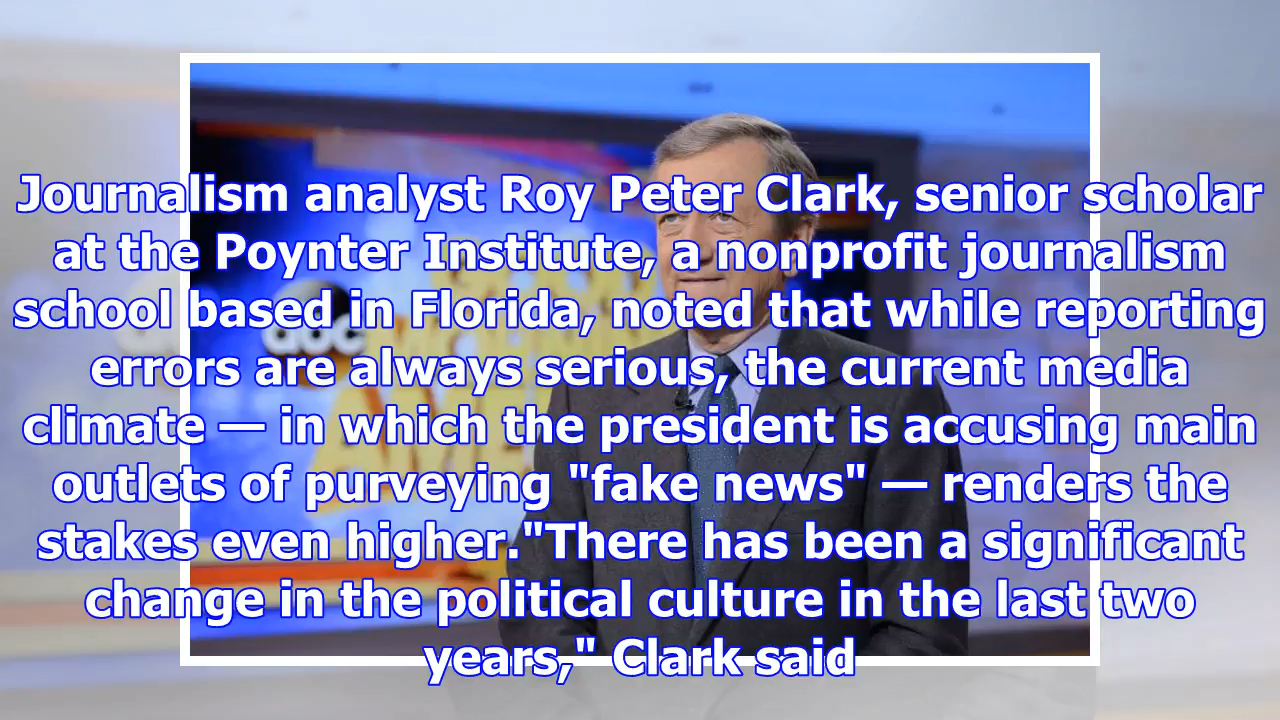 Journalism analyst Roy Peter Clark, senior scholar
at the Poynter Institute, a nonprofit journalism
school based in Florida, noted that while reporting
errors are always serious, the current media
climate — in which the president is accusing main
outlets of purveying "fake news" — renders the
stakes even higher."There has been a significant
change in the political culture in the last two
years," Clark said
abc